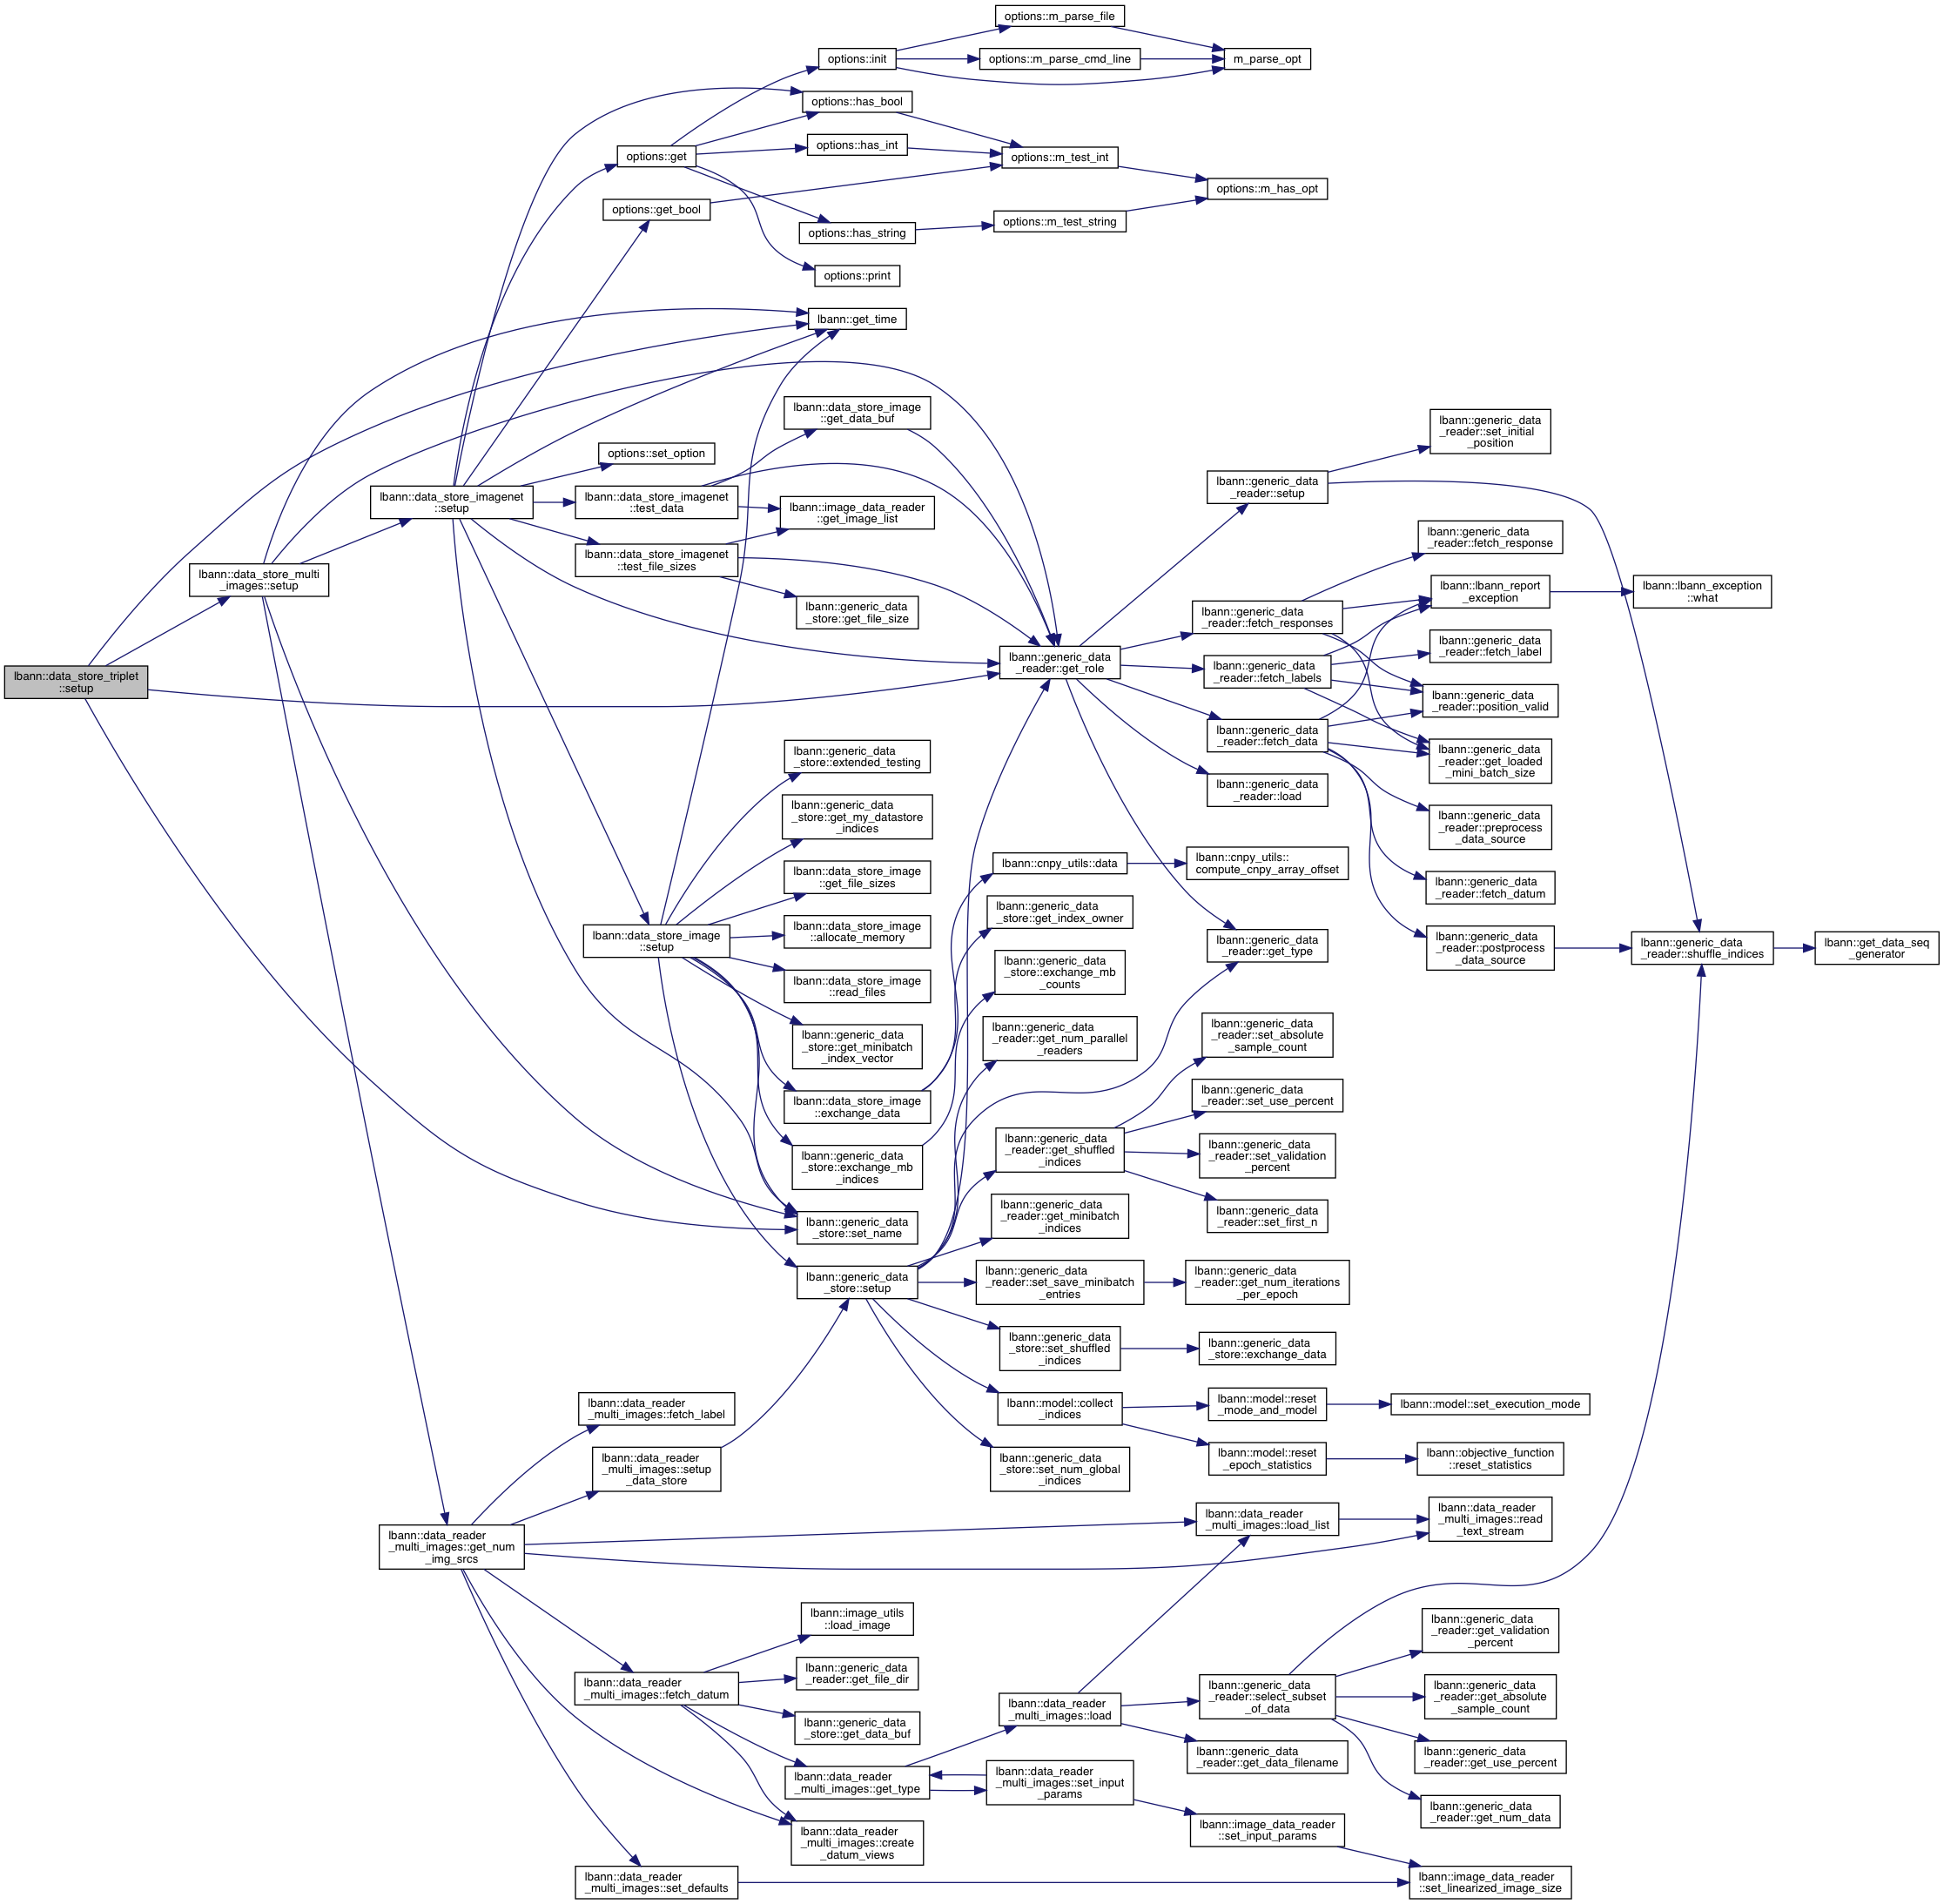 options::m_parse_file
options::init
options::m_parse_cmd_line
m_parse_opt
options::has_bool
options::get
options::has_int
options::m_test_int
options::m_has_opt
options::get_bool
options::m_test_string
options::has_string
options::print
lbann::get_time
lbann::data_store_image
::get_data_buf
lbann::generic_data
_reader::set_initial
_position
options::set_option
lbann::data_store_imagenet
::setup
lbann::data_store_imagenet
::test_data
lbann::generic_data
_reader::setup
lbann::image_data_reader
::get_image_list
lbann::generic_data
_reader::fetch_response
lbann::data_store_imagenet
::test_file_sizes
lbann::data_store_multi
_images::setup
lbann::lbann_report
_exception
lbann::lbann_exception
::what
lbann::generic_data
_store::get_file_size
lbann::generic_data
_reader::fetch_responses
lbann::generic_data
_reader::fetch_label
lbann::data_store_triplet
::setup
lbann::generic_data
_reader::get_role
lbann::generic_data
_reader::fetch_labels
lbann::generic_data
_reader::position_valid
lbann::generic_data
_reader::fetch_data
lbann::generic_data
_store::extended_testing
lbann::generic_data
_reader::get_loaded
_mini_batch_size
lbann::generic_data
_reader::load
lbann::generic_data
_store::get_my_datastore
_indices
lbann::generic_data
_reader::preprocess
_data_source
lbann::cnpy_utils::data
lbann::cnpy_utils::
compute_cnpy_array_offset
lbann::data_store_image
::get_file_sizes
lbann::generic_data
_reader::fetch_datum
lbann::generic_data
_store::get_index_owner
lbann::data_store_image
::setup
lbann::data_store_image
::allocate_memory
lbann::generic_data
_reader::get_type
lbann::generic_data
_reader::postprocess
_data_source
lbann::generic_data
_reader::shuffle_indices
lbann::get_data_seq
_generator
lbann::generic_data
_store::exchange_mb
_counts
lbann::data_store_image
::read_files
lbann::generic_data
_store::get_minibatch
_index_vector
lbann::generic_data
_reader::get_num_parallel
_readers
lbann::generic_data
_reader::set_absolute
_sample_count
lbann::data_store_image
::exchange_data
lbann::generic_data
_reader::set_use_percent
lbann::generic_data
_store::exchange_mb
_indices
lbann::generic_data
_reader::get_shuffled
_indices
lbann::generic_data
_reader::set_validation
_percent
lbann::generic_data
_store::set_name
lbann::generic_data
_reader::get_minibatch
_indices
lbann::generic_data
_reader::set_first_n
lbann::generic_data
_store::setup
lbann::generic_data
_reader::set_save_minibatch
_entries
lbann::generic_data
_reader::get_num_iterations
_per_epoch
lbann::generic_data
_store::set_shuffled
_indices
lbann::generic_data
_store::exchange_data
lbann::data_reader
_multi_images::fetch_label
lbann::model::collect
_indices
lbann::model::reset
_mode_and_model
lbann::model::set_execution_mode
lbann::data_reader
_multi_images::setup
_data_store
lbann::generic_data
_store::set_num_global
_indices
lbann::model::reset
_epoch_statistics
lbann::objective_function
::reset_statistics
lbann::data_reader
_multi_images::get_num
_img_srcs
lbann::data_reader
_multi_images::load_list
lbann::data_reader
_multi_images::read
_text_stream
lbann::image_utils
::load_image
lbann::generic_data
_reader::get_validation
_percent
lbann::data_reader
_multi_images::fetch_datum
lbann::generic_data
_reader::get_file_dir
lbann::data_reader
_multi_images::load
lbann::generic_data
_reader::select_subset
_of_data
lbann::generic_data
_reader::get_absolute
_sample_count
lbann::generic_data
_store::get_data_buf
lbann::generic_data
_reader::get_data_filename
lbann::generic_data
_reader::get_use_percent
lbann::data_reader
_multi_images::get_type
lbann::data_reader
_multi_images::set_input
_params
lbann::generic_data
_reader::get_num_data
lbann::image_data_reader
::set_input_params
lbann::data_reader
_multi_images::create
_datum_views
lbann::data_reader
_multi_images::set_defaults
lbann::image_data_reader
::set_linearized_image_size